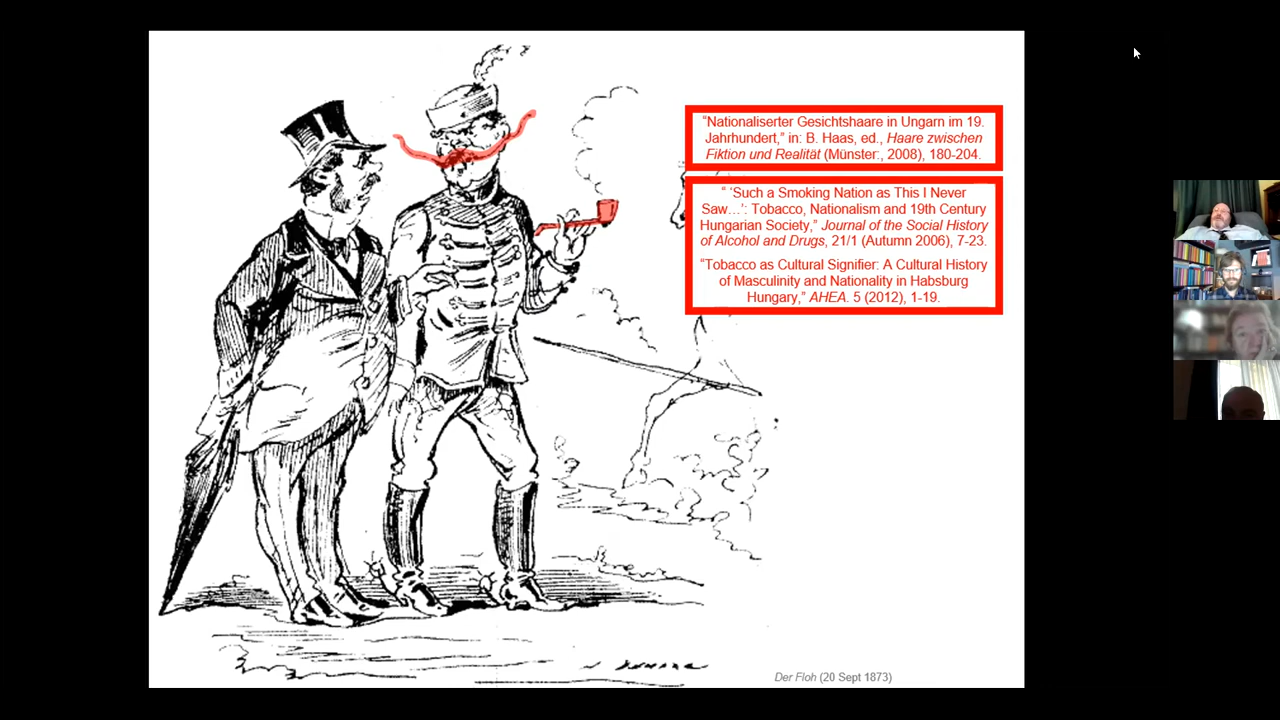 “Nationaliserter Gesichtshaare in Ungarn im 19.
Jahrhundert,” in: B. Haas, ed., Haare zwischen
Fiktion und Realität (Münster:, 2008), 180-204.
“ ‘Such a Smoking Nation as This I Never
Saw...’: Tobacco, Nationalism and 19th Century
Hungarian Society,” Journal of the Social History
of Alcohol and Drugs, 21/1 (Autumn 2006), 7-23.
“Tobacco as Cultural Signifier: A Cultural History
of Masculinity and Nationality in Habsburg
Hungary,” AHEA. 5 (2012), 1-19.
Der Floh (20 Sept 1873)